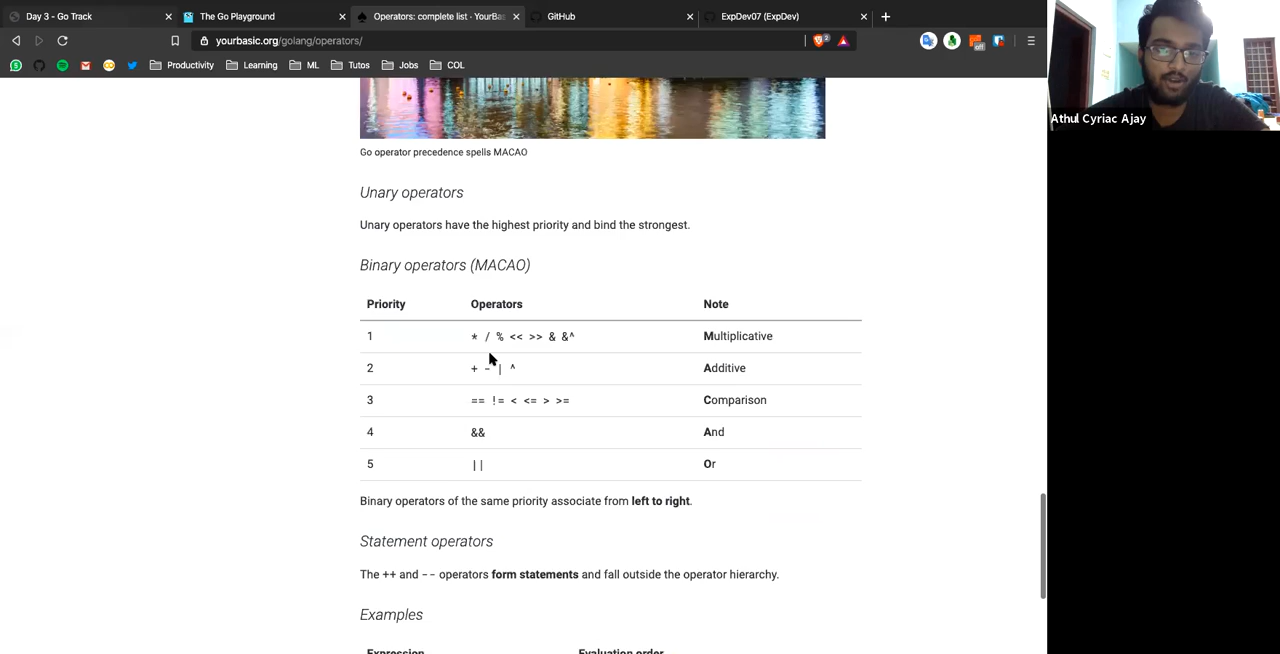 Day 3 - Go Track
The Go Playground
Operators: complete list · YourBas
GitHub
ExpDev07 (ExpDev)
yourbasic.org/golang/operators/
2
off
Productivity
Learning
ML
Tutos
Jobs
COL
Athul Cyriac Ajay
Go operator precedence spells MACAO
Unary operators
Unary operators have the highest priority and bind the strongest.
Binary operators (MACAO)
Priority Operators Note
1 * / % << >> & &^ Multiplicative
2 + - | ^ Additive
3 == != < <= > >= Comparison
4 && And
5 || Or
Binary operators of the same priority associate from left to right.
Statement operators
The ++ and -- operators form statements and fall outside the operator hierarchy.
Examples
Expression Evaluation order